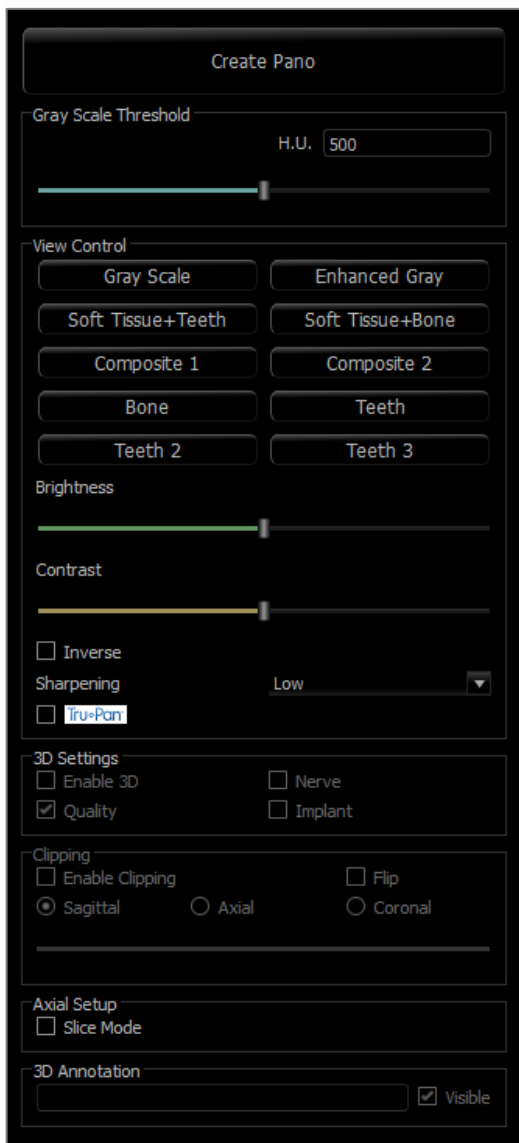 Create Pano
Gray Scale Threshold
H.U. 500
View Control
Gray Scale Enhanced Gray
Soft Tissue+Teeth Soft Tissue+Bone
Composite 1 Composite 2
Bone Teeth
Teeth 2 Teeth 3
Brightness
Contrast
Inverse
Sharpening Low
Tru•Pan™
3D Settings
Enable 3D Nerve
Quality Implant
Clipping
Enable Clipping Flip
Sagittal Axial Coronal
Axial Setup
Slice Mode
3D Annotation
Visible